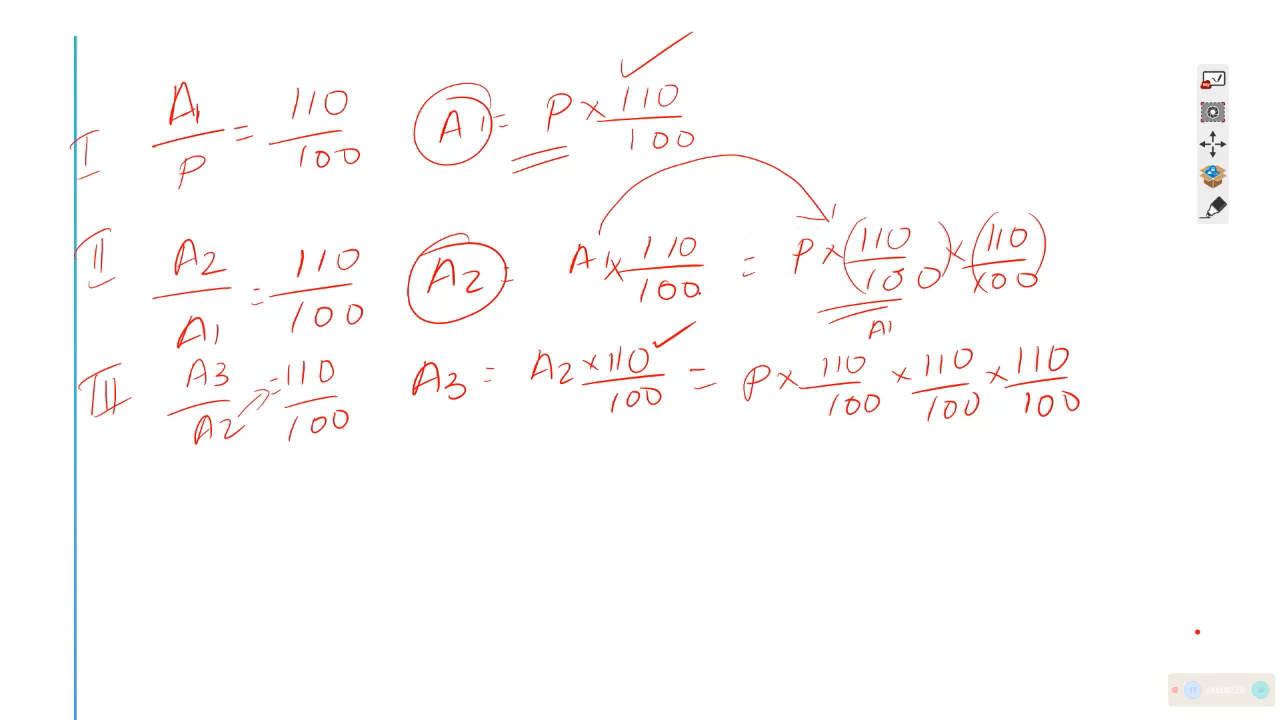 I A1/P = 110/100 A1 = P × 110/100
II A2/A1 = 110/100 A2 = A1 × 110/100 = P × (110/100) × (110/100)
A1
III A3/A2 = 110/100 A3 = A2 × 110/100 = P × 110/100 × 110/100 × 110/100